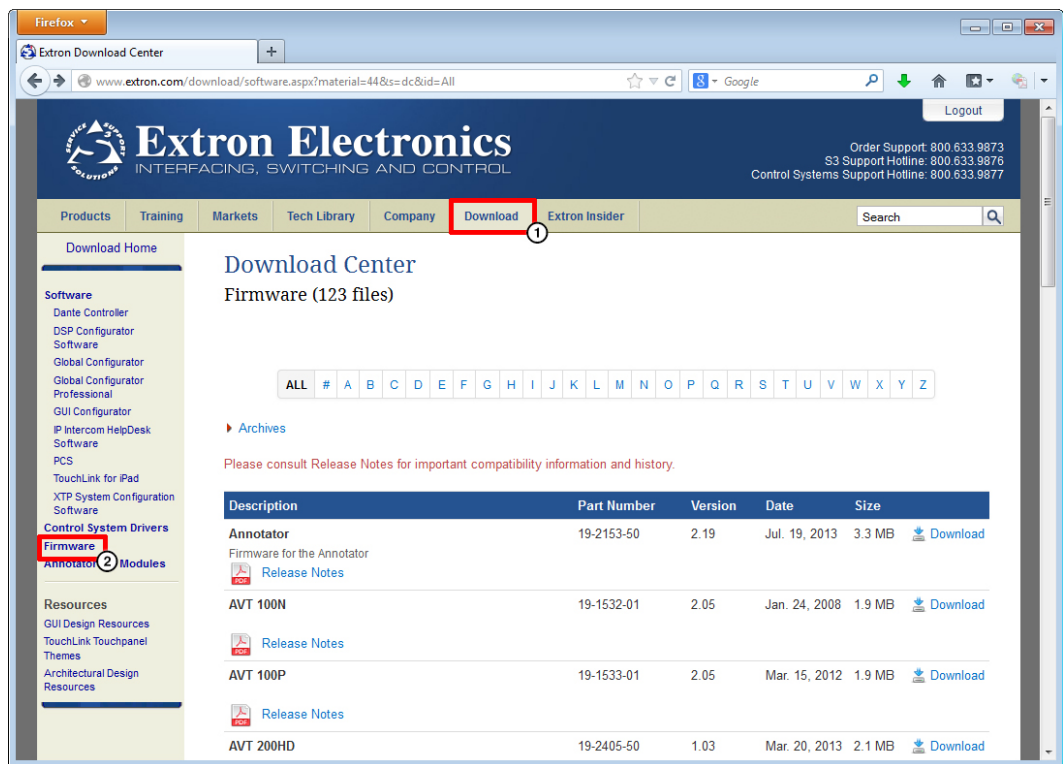 Firefox
Extron Download Center
www.extron.com/download/software.aspx?material=44&s=dc&id=All
Google
Logout
SERVICE SUPPORT SOLUTIONS
S3
Extron Electronics
INTERFACING, SWITCHING AND CONTROL
Order Support: 800.633.9873
S3 Support Hotline: 800.633.9876
Control Systems Support Hotline: 800.633.9877
Products Training Markets Tech Library Company Download Extron Insider
Search
1
Download Home
Software
Dante Controller
DSP Configurator
Software
Global Configurator
Global Configurator
Professional
GUI Configurator
IP Intercom HelpDesk
Software
PCS
TouchLink for iPad
XTP System Configuration
Software
Control System Drivers
Firmware
2
Annotator Modules
Resources
GUI Design Resources
TouchLink Touchpanel
Themes
Architectural Design
Resources
Download Center
Firmware (123 files)
ALL # A B C D E F G H I J K L M N O P Q R S T U V W X Y Z
Archives
Please consult Release Notes for important compatibility information and history.
Description Part Number Version Date Size
Annotator 19-2153-50 2.19 Jul. 19, 2013 3.3 MB Download
Firmware for the Annotator
PDF Release Notes
AVT 100N 19-1532-01 2.05 Jan. 24, 2008 1.9 MB Download
PDF Release Notes
AVT 100P 19-1533-01 2.05 Mar. 15, 2012 1.9 MB Download
PDF Release Notes
AVT 200HD 19-2405-50 1.03 Mar. 20, 2013 2.1 MB Download